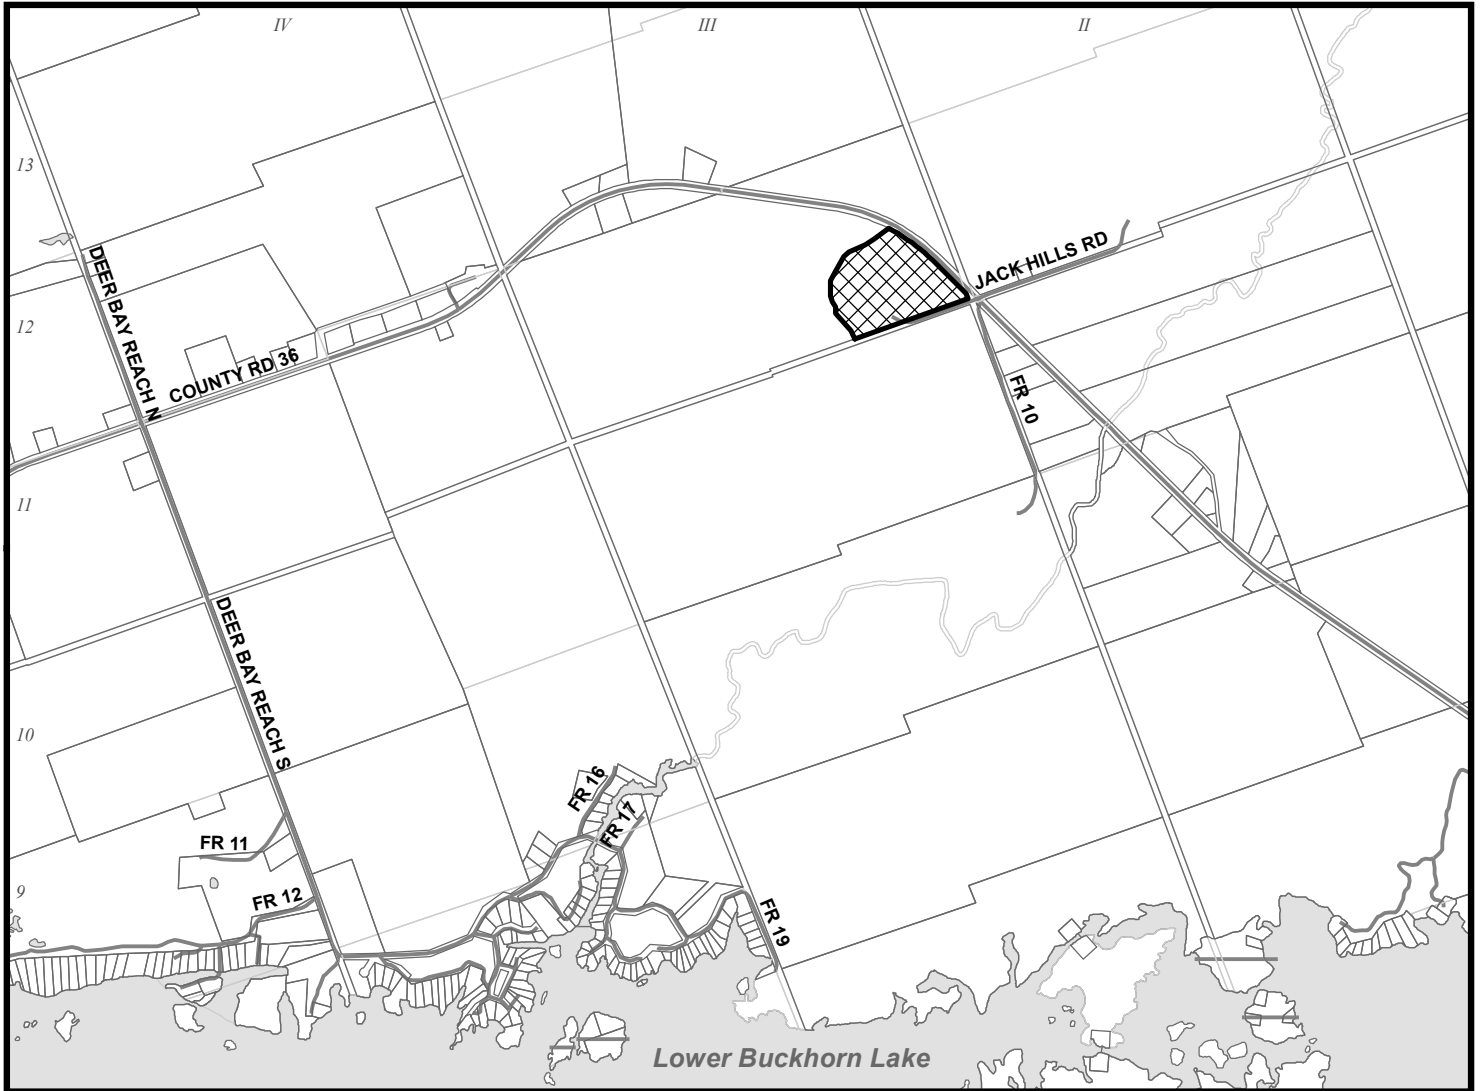 IV
III
II
13
12
11
10
9
DEER BAY REACH N
COUNTY RD 36
JACK HILLS RD
FR 10
DEER BAY REACH S
FR 16
FR 17
FR 11
FR 12
FR 19
Lower Buckhorn Lake